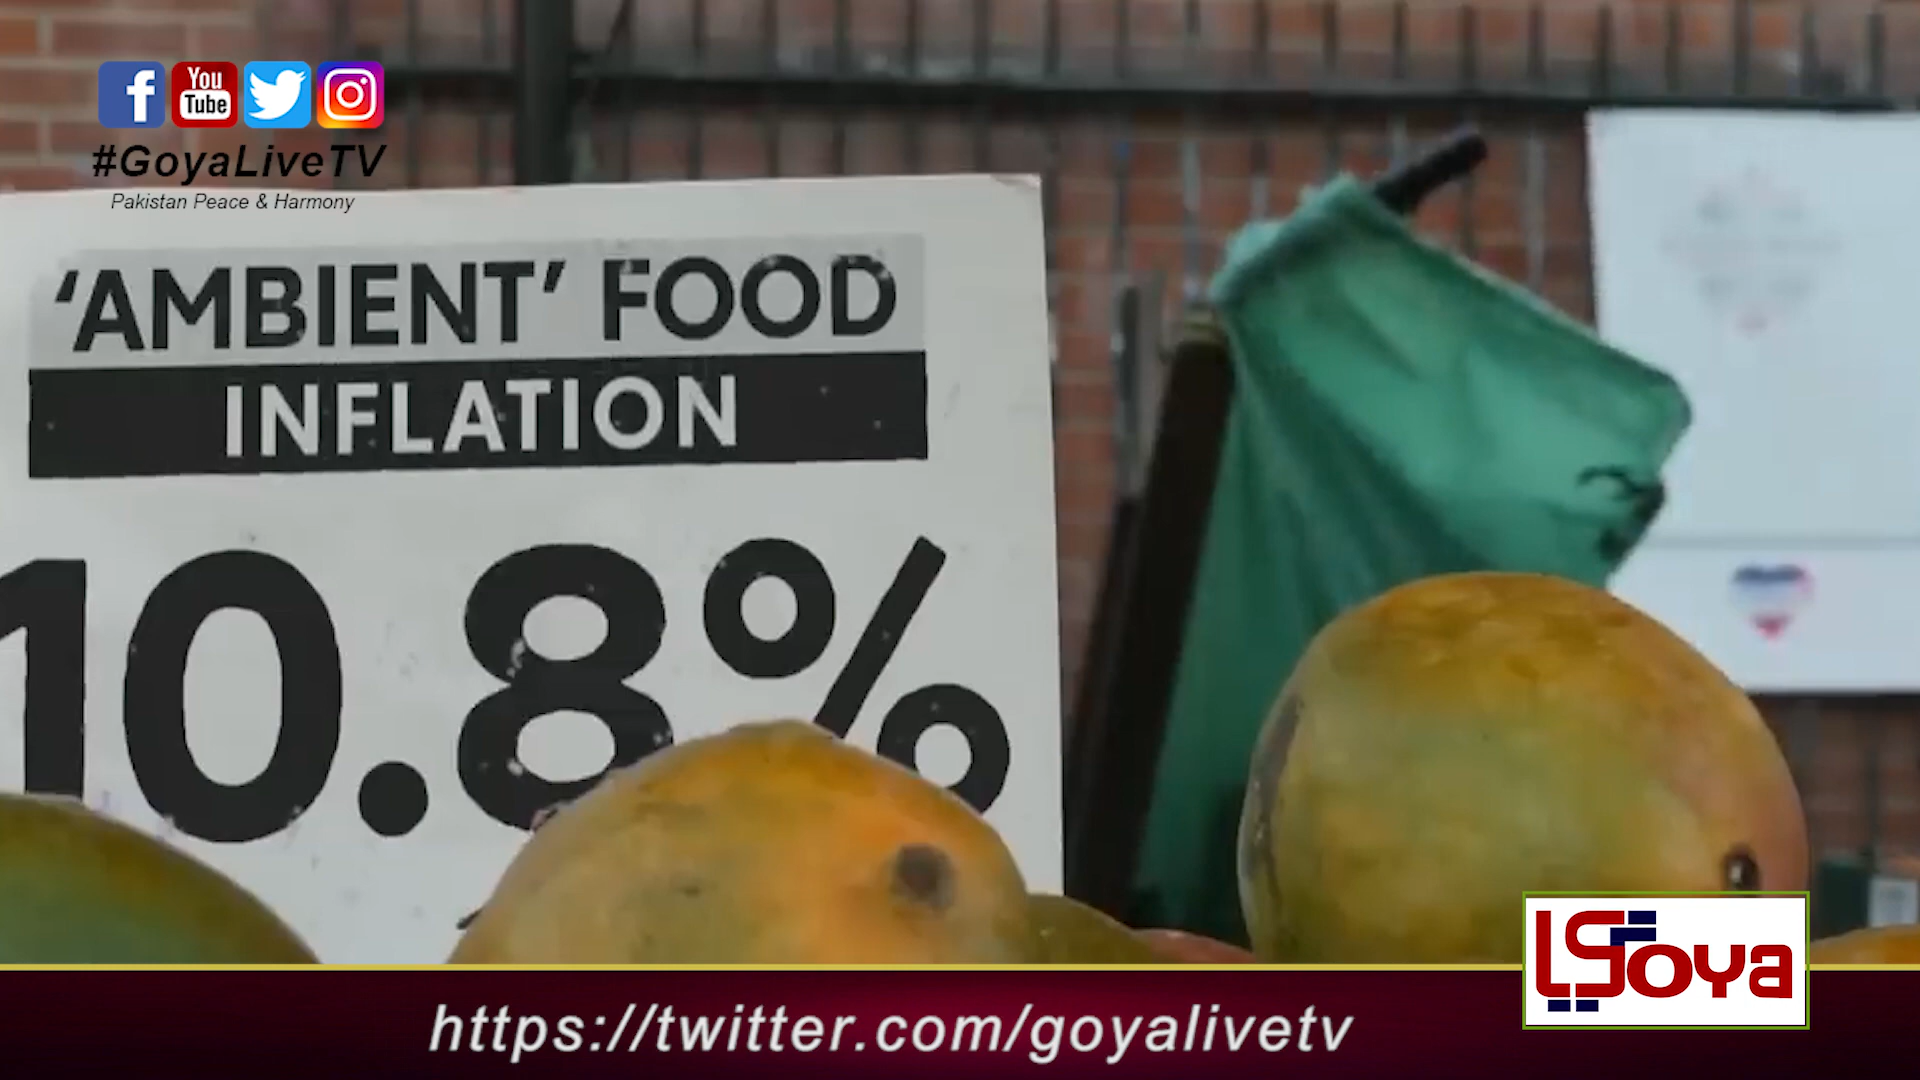 You
Tube
#GoyaLiveTV
Pakistan Peace & Harmony
‘AMBIENT’ FOOD
INFLATION
10.8%
Goya
https://twitter.com/goyalivetv